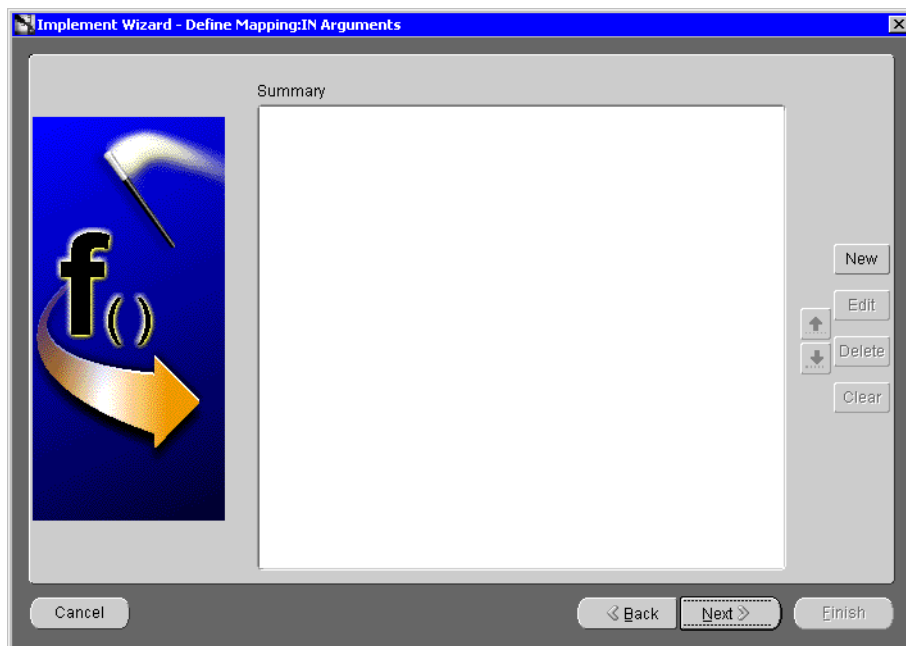 Implement Wizard - Define Mapping:IN Arguments
Summary
f()
New
Edit
Delete
Clear
Cancel
Back
Next
Finish